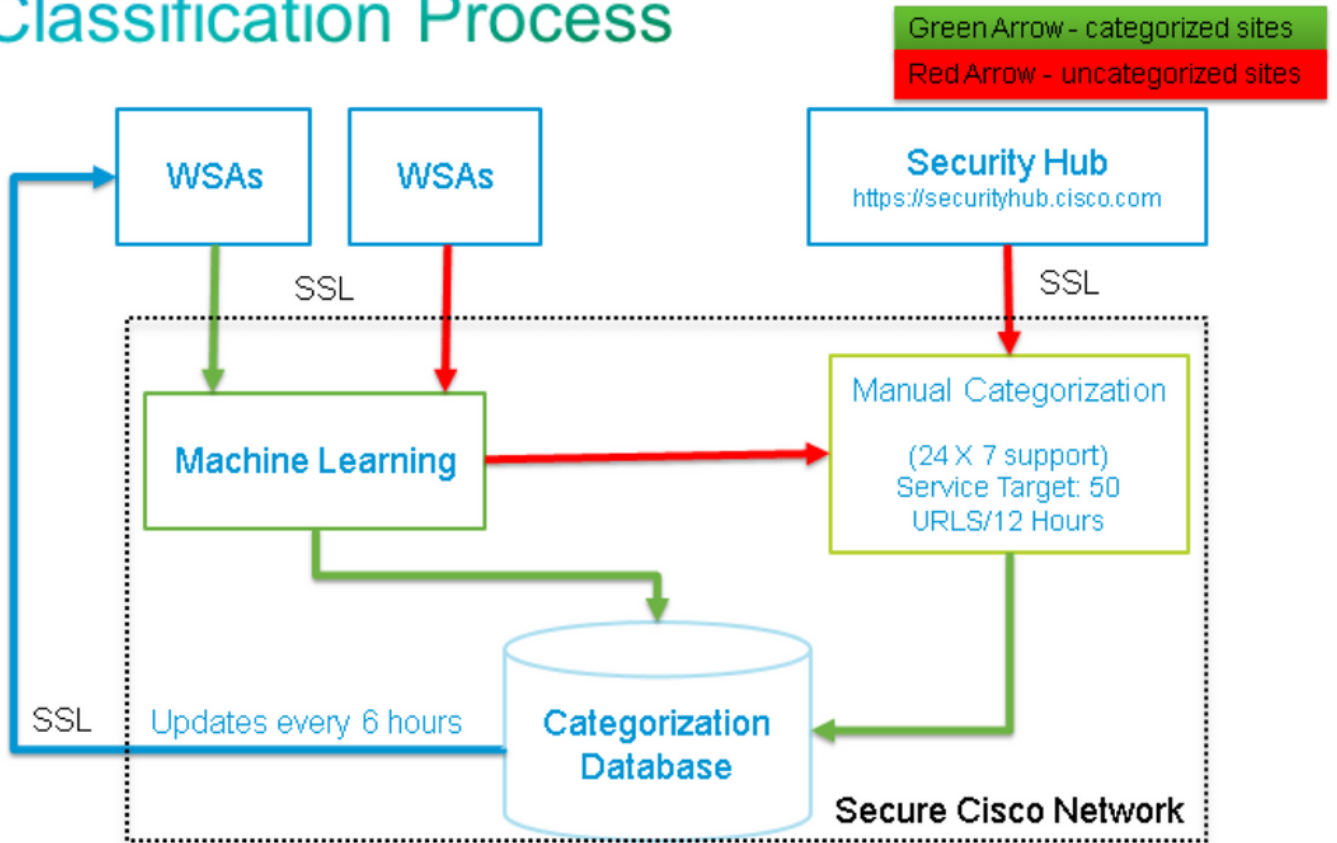 Classification Process
Green Arrow - categorized sites
Red Arrow - uncategorized sites
WSAs
WSAs
Security Hub
https://securityhub.cisco.com
SSL
SSL
Machine Learning
Manual Categorization
(24 X 7 support)
Service Target: 50
URLS/12 Hours
SSL
Updates every 6 hours
Categorization
Database
Secure Cisco Network